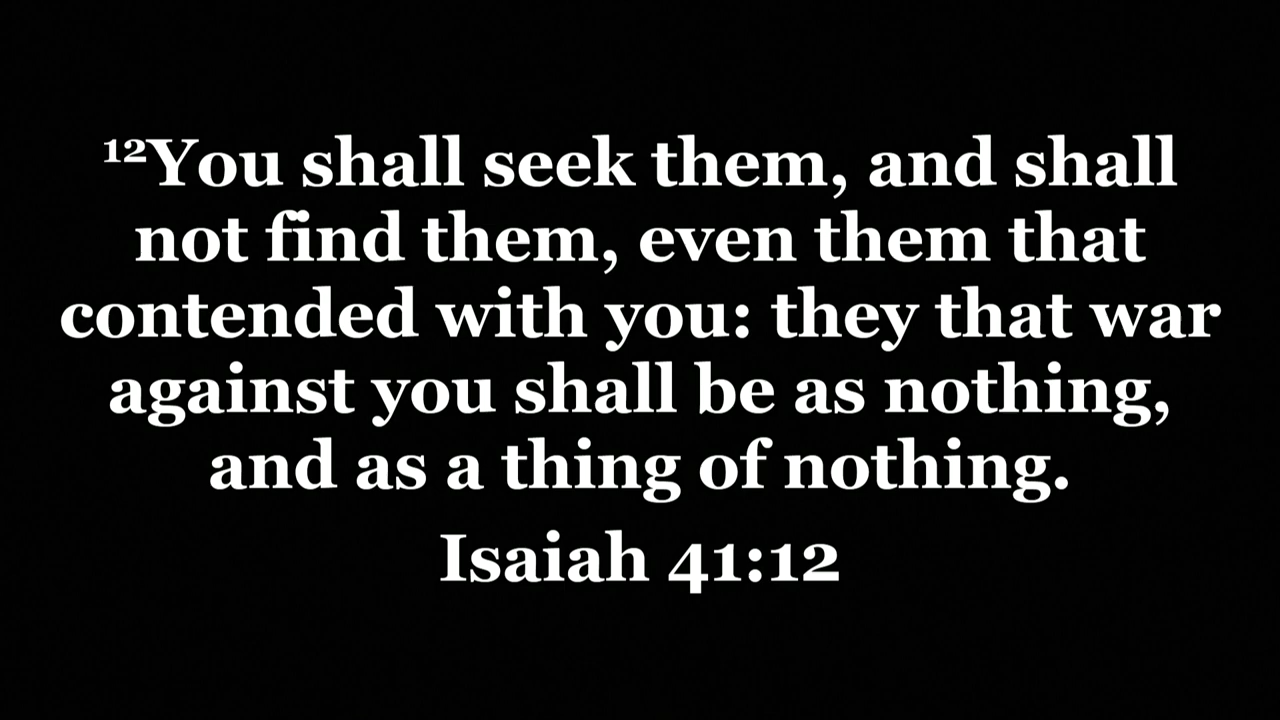 ¹²You shall seek them, and shall
not find them, even them that
contended with you: they that war
against you shall be as nothing,
and as a thing of nothing.
Isaiah 41:12